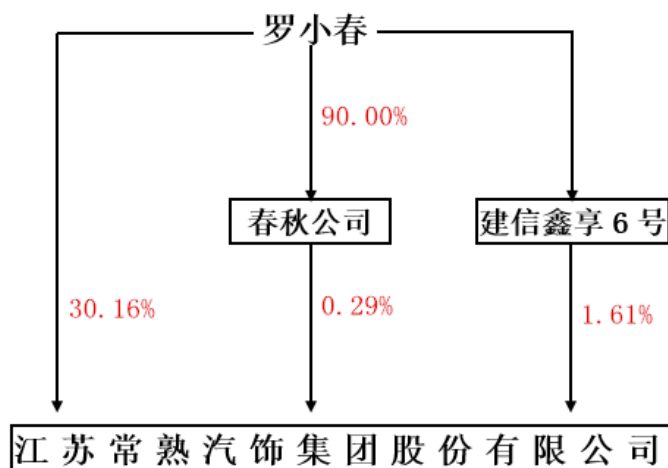 罗小春
90.00%
春秋公司
建信鑫享 6 号
30.16%
0.29%
1.61%
江苏常熟汽饰集团股份有限公司